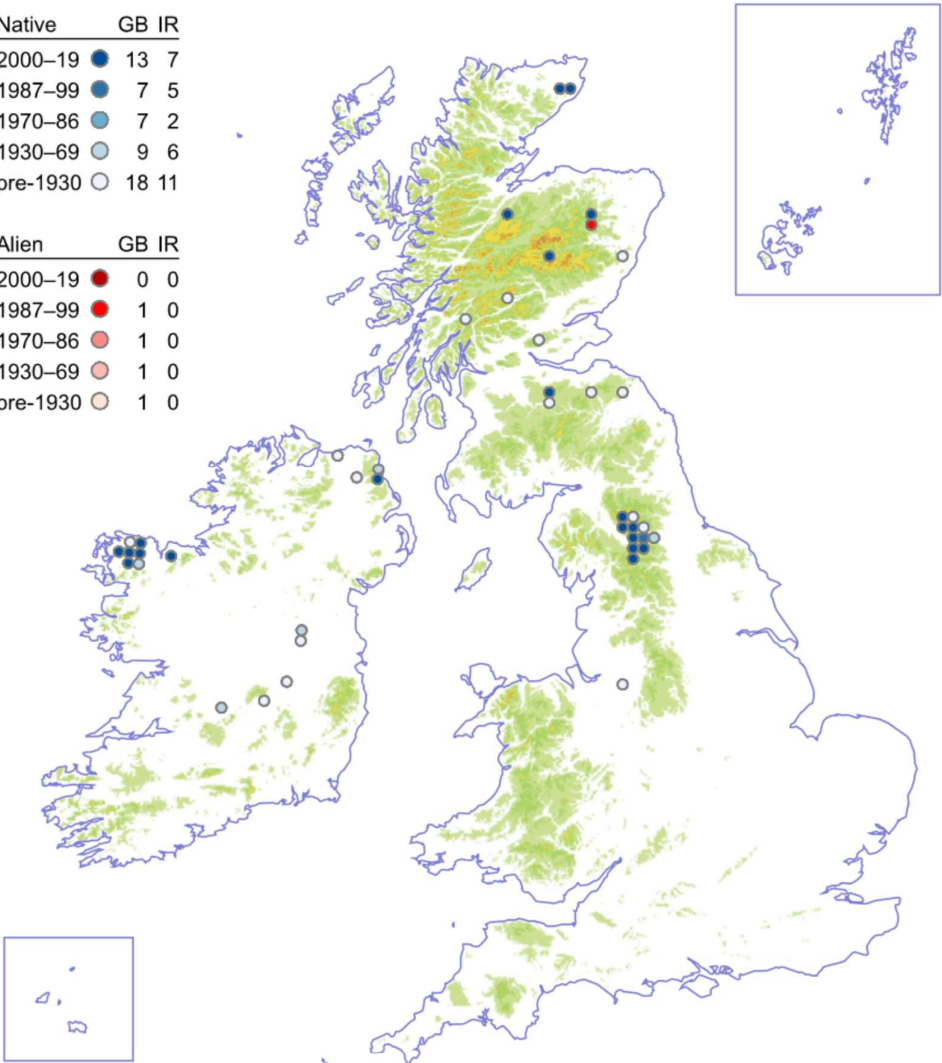 Native GB IR
2000–19 13 7
1987–99 7 5
1970–86 7 2
1930–69 9 6
pre-1930 18 11
Alien GB IR
2000–19 0 0
1987–99 1 0
1970–86 1 0
1930–69 1 0
pre-1930 1 0